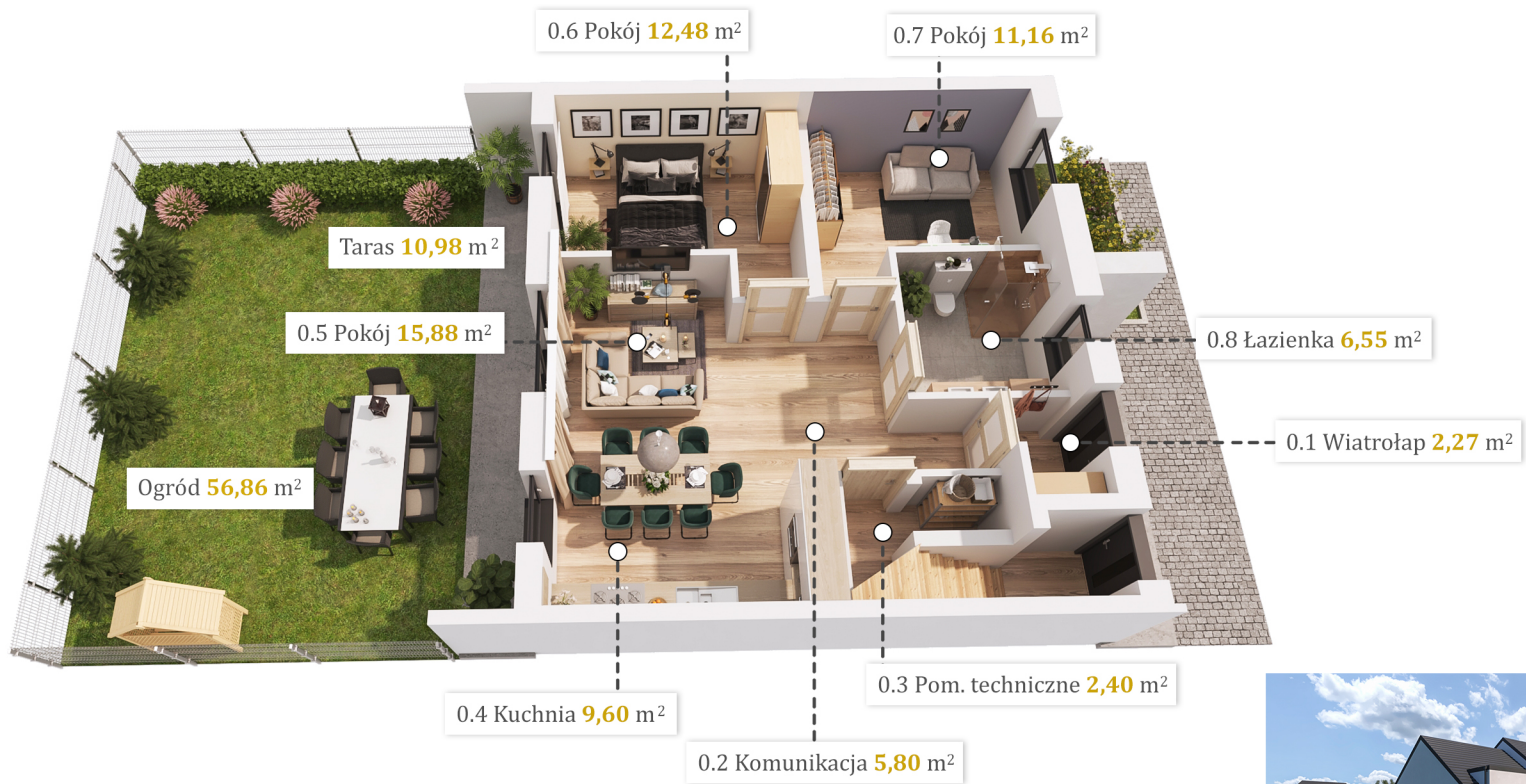 0.6 Pokój 12,48 m²
0.7 Pokój 11,16 m²
Taras 10,98 m²
0.5 Pokój 15,88 m²
0.8 Łazienka 6,55 m²
0.1 Wiatrołap 2,27 m²
Ogród 56,86 m²
0.3 Pom. techniczne 2,40 m²
0.4 Kuchnia 9,60 m²
0.2 Komunikacja 5,80 m²